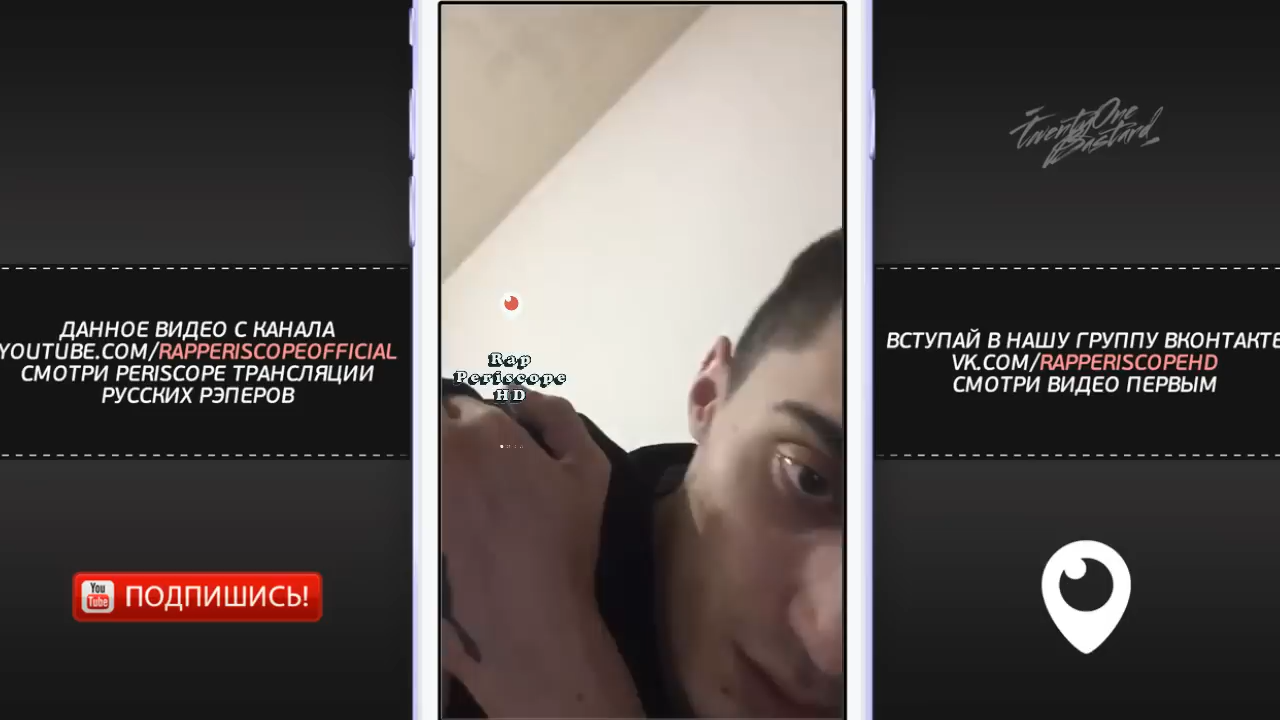 ДАННОЕ ВИДЕО С КАНАЛА
YOUTUBE.COM/RAPPERISCOPEOFFICIAL
СМОТРИ PERISCOPE ТРАНСЛЯЦИИ
РУССКИХ РЭПЕРОВ
You
Tube
ПОДПИШИСЬ!
Rap
Periscope
HD
TwentyOne
Bastard
ВСТУПАЙ В НАШУ ГРУППУ ВКОНТАКТЕ
VK.COM/RAPPERISCOPEHD
СМОТРИ ВИДЕО ПЕРВЫМ